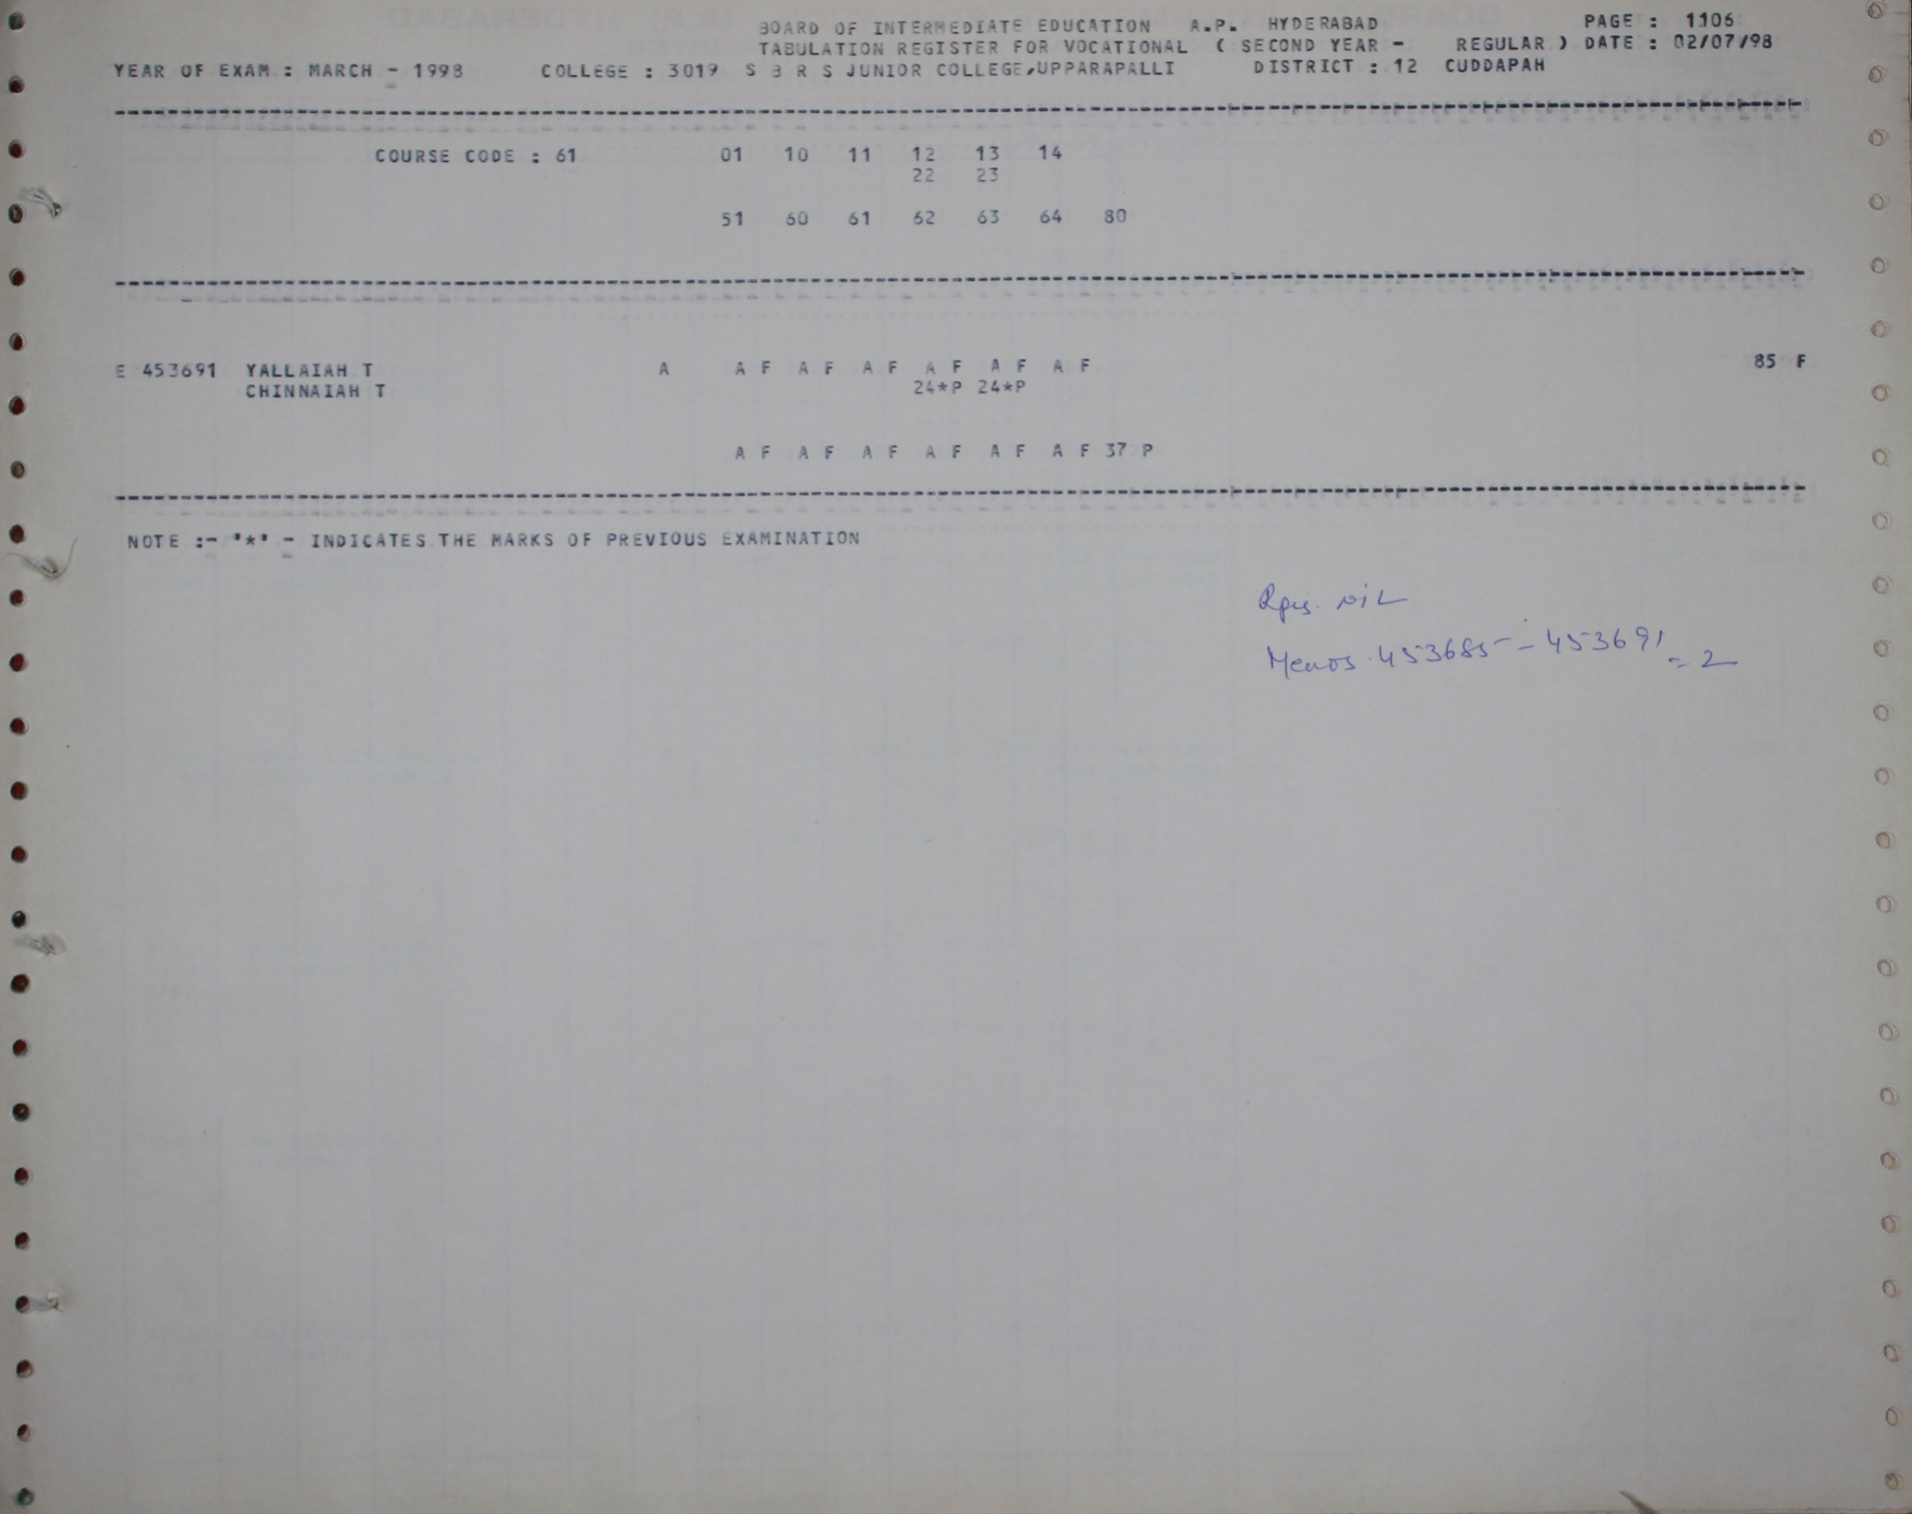 BOARD OF INTERMEDIATE EDUCATION A.P. HYDERABAD PAGE : 1106
TABULATION REGISTER FOR VOCATIONAL ( SECOND YEAR - REGULAR ) DATE : 02/07/98
YEAR OF EXAM : MARCH - 1998 COLLEGE : 3019 S B R S JUNIOR COLLEGE,UPPARAPALLI DISTRICT : 12 CUDDAPAH
COURSE CODE : 61 01 10 11 12 13 14
22 23
51 60 61 62 63 64 80
E 453691 YALLAIAH T A A F A F A F A F A F A F 85 F
CHINNAIAH T 24*P 24*P
A F A F A F A F A F A F 37 P
NOTE :- '*' - INDICATES THE MARKS OF PREVIOUS EXAMINATION
NIL
Memos 453685 - 453691 = 2